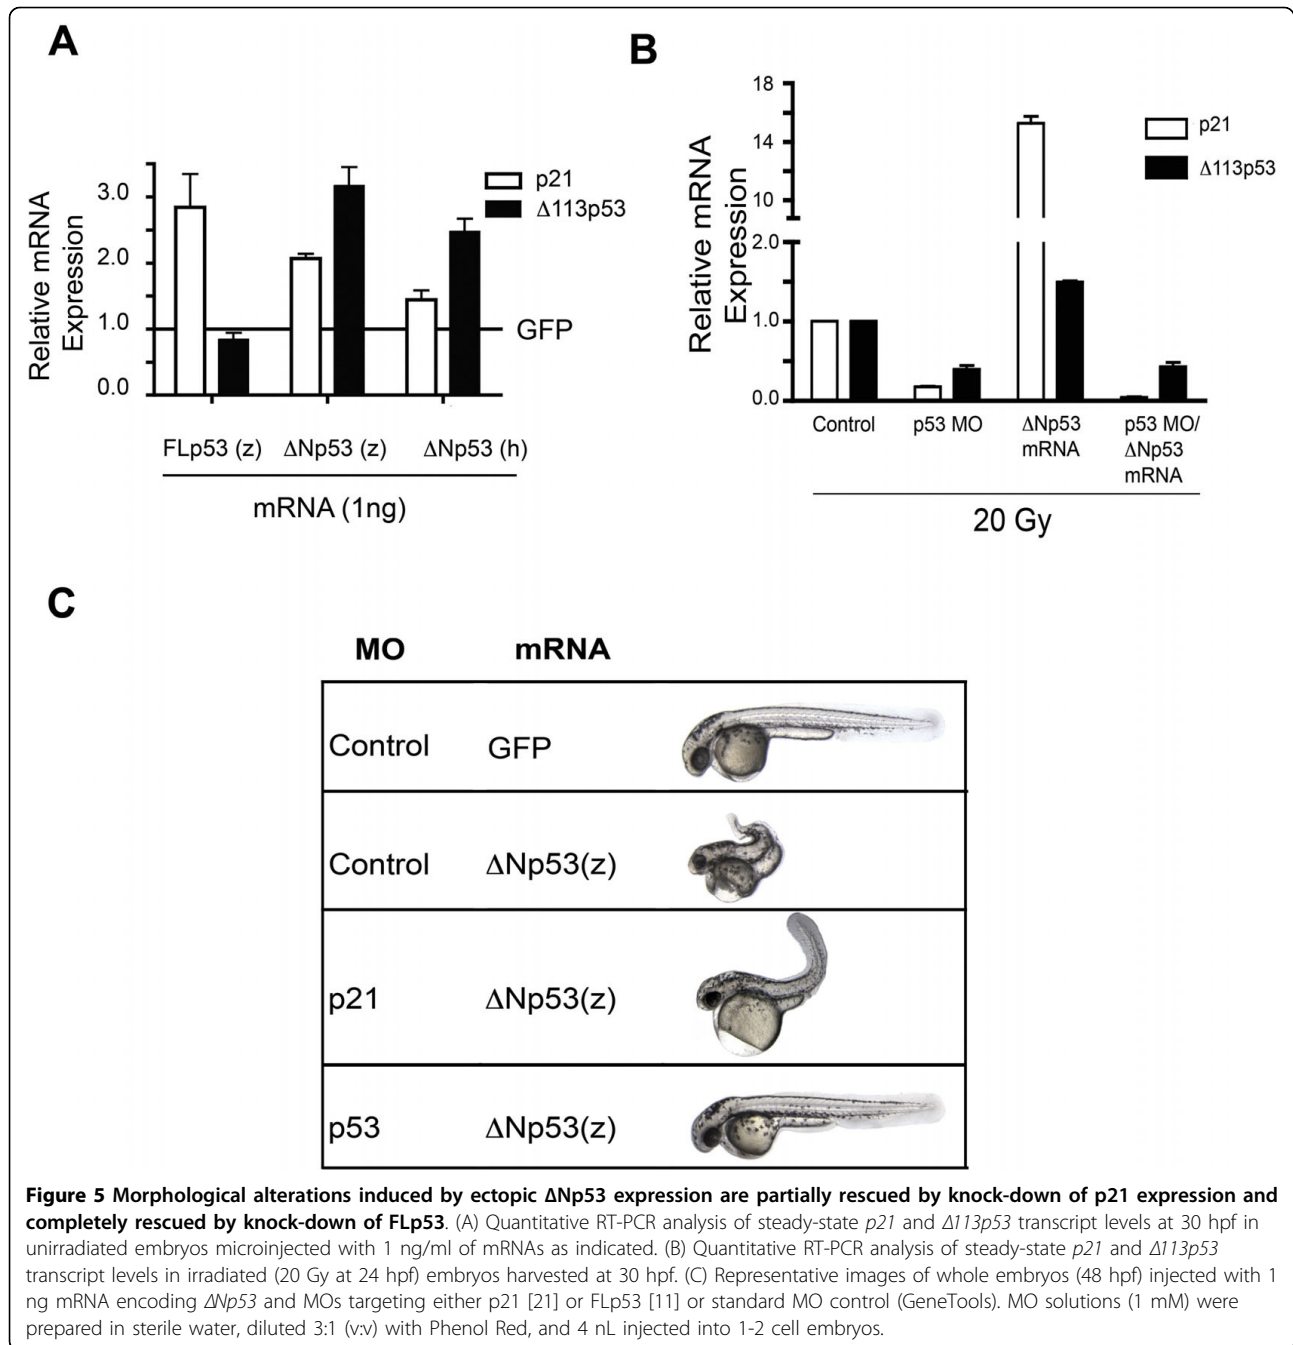 A
Relative mRNA
Expression
3.0
2.0
1.0
0.0
p21
Δ113p53
GFP
FLp53 (z) ΔNp53 (z) ΔNp53 (h)
mRNA (1ng)
B
Relative mRNA
Expression
18
14
10
2.0
1.0
0.0
p21
Δ113p53
Control
p53 MO
ΔNp53
mRNA
p53 MO/
ΔNp53
mRNA
20 Gy
C
MO mRNA
Control GFP
Control ΔNp53(z)
p21 ΔNp53(z)
p53 ΔNp53(z)
Figure 5 Morphological alterations induced by ectopic ΔNp53 expression are partially rescued by knock-down of p21 expression and
completely rescued by knock-down of FLp53. (A) Quantitative RT-PCR analysis of steady-state p21 and Δ113p53 transcript levels at 30 hpf in
unirradiated embryos microinjected with 1 ng/ml of mRNAs as indicated. (B) Quantitative RT-PCR analysis of steady-state p21 and Δ113p53
transcript levels in irradiated (20 Gy at 24 hpf) embryos harvested at 30 hpf. (C) Representative images of whole embryos (48 hpf) injected with 1
ng mRNA encoding ΔNp53 and MOs targeting either p21 [21] or FLp53 [11] or standard MO control (GeneTools). MO solutions (1 mM) were
prepared in sterile water, diluted 3:1 (v:v) with Phenol Red, and 4 nL injected into 1-2 cell embryos.